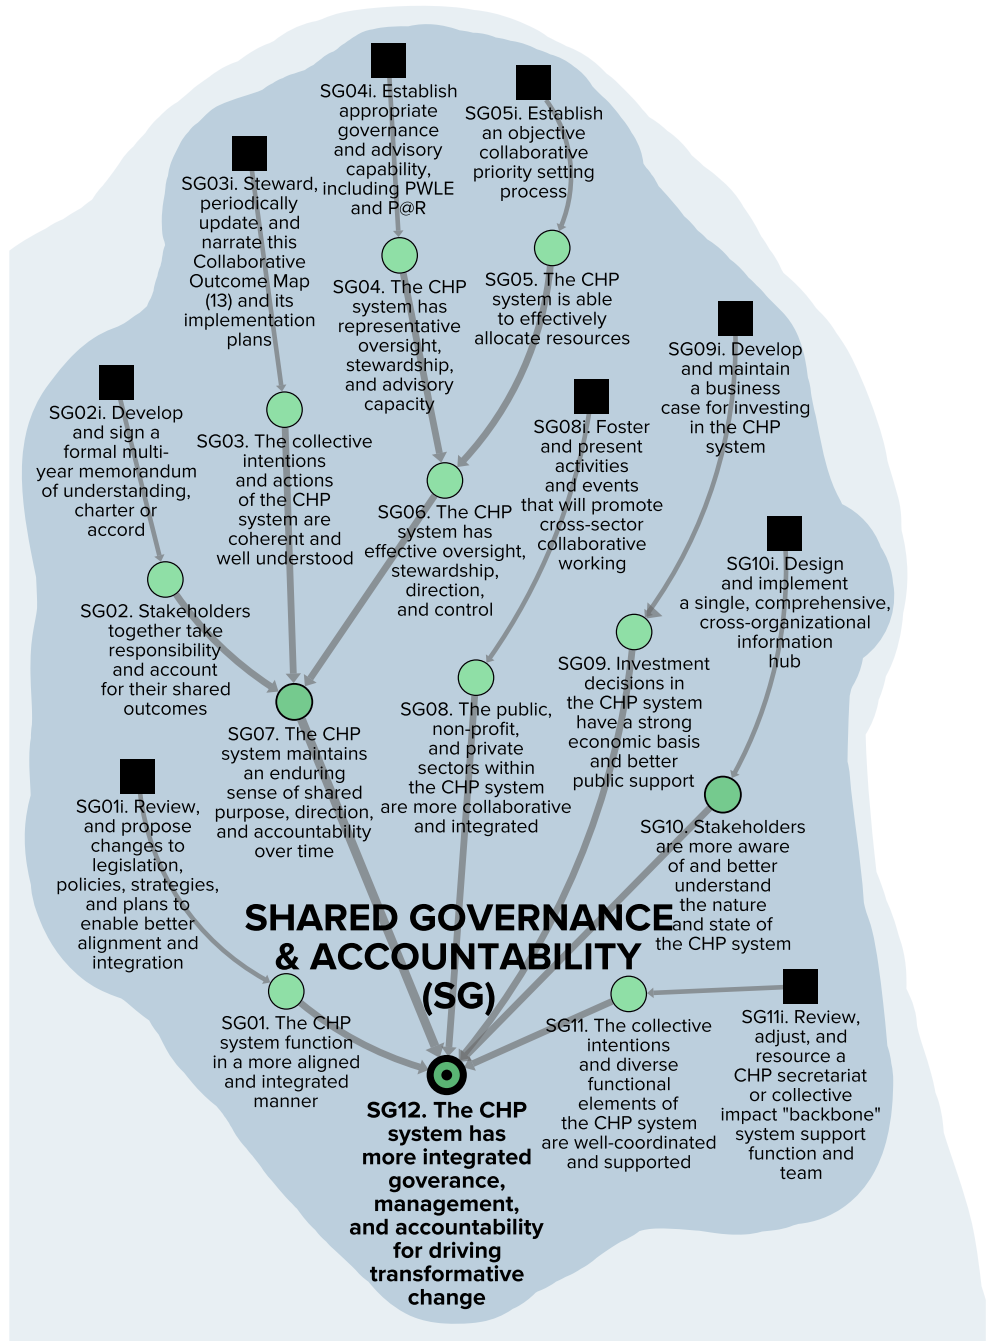 SG04i. Establish
appropriate
governance
and advisory
capability,
including PWLE
and P@R
SG05i. Establish
an objective
collaborative
priority setting
process
SG03i. Steward,
periodically
update, and
narrate this
Collaborative
Outcome Map
(13) and its
implementation
plans
SG04. The CHP
system has
representative
oversight,
stewardship,
and advisory
capacity
SG05. The CHP
system is able
to effectively
allocate resources
SG09i. Develop
and maintain
a business
case for investing
in the CHP
system
SG02i. Develop
and sign a
formal multi-
year memorandum
of understanding,
charter or
accord
SG03. The collective
intentions
and actions
of the CHP
system are
coherent and
well understood
SG08i. Foster
and present
activities
and events
that will promote
cross-sector
collaborative
working
SG06. The CHP
system has
effective oversight,
stewardship,
direction,
and control
SG10i. Design
and implement
a single, comprehensive,
cross-organizational
information
hub
SG02. Stakeholders
together take
responsibility
and account
for their shared
outcomes
SG09. Investment
decisions in
the CHP system
have a strong
economic basis
and better
public support
SG07. The CHP
system maintains
an enduring
sense of shared
purpose, direction,
and accountability
over time
SG08. The public,
non-profit,
and private
sectors within
the CHP system
are more collaborative
and integrated
SG01i. Review,
and propose
changes to
legislation,
policies, strategies,
and plans to
enable better
alignment and
integration
SG10. Stakeholders
are more aware
of and better
understand
the nature
and state of
the CHP system
SHARED GOVERNANCE
& ACCOUNTABILITY
(SG)
SG01. The CHP
system function
in a more aligned
and integrated
manner
SG11. The collective
intentions
and diverse
functional
elements of
the CHP system
are well-coordinated
and supported
SG11i. Review,
adjust, and
resource a
CHP secretariat
or collective
impact "backbone"
system support
function and
team
SG12. The CHP
system has
more integrated
goverance,
management,
and accountability
for driving
transformative
change